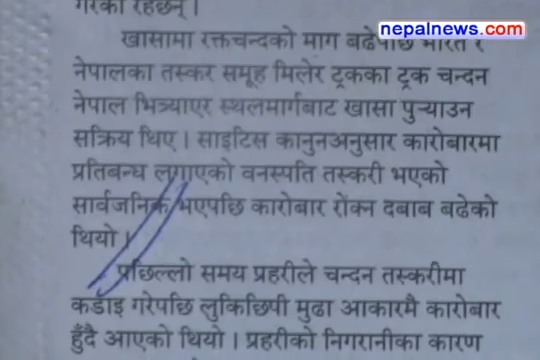 गरेका रहेछन् ।
nepalnews.com
खासामा रक्तचन्दको माग बढेपछि भारत र
नेपालका तस्कर समूह मिलेर ट्रकका ट्रक चन्दन
नेपाल भित्र्याएर स्थलमार्गबाट खासा पुऱ्याउन
सक्रिय थिए । साइटिस कानुनअनुसार कारोबारमा
प्रतिबन्ध लगाएको वनस्पति तस्करी भएको
सार्वजनिक भएपछि कारोबार रोक्न दबाब बढेको
थियो ।
पछिल्लो समय प्रहरीले चन्दन तस्करीमा
कडाइ गरेपछि लुकिछिपी मुढा आकारमै कारोबार
हुँदै आएको थियो । प्रहरीको निगरानीका कारण